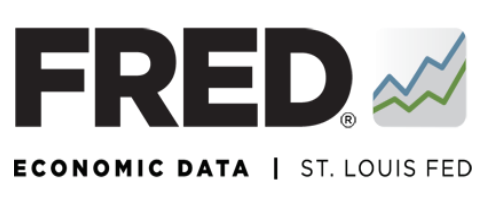 FRED®
ECONOMIC DATA | ST. LOUIS FED